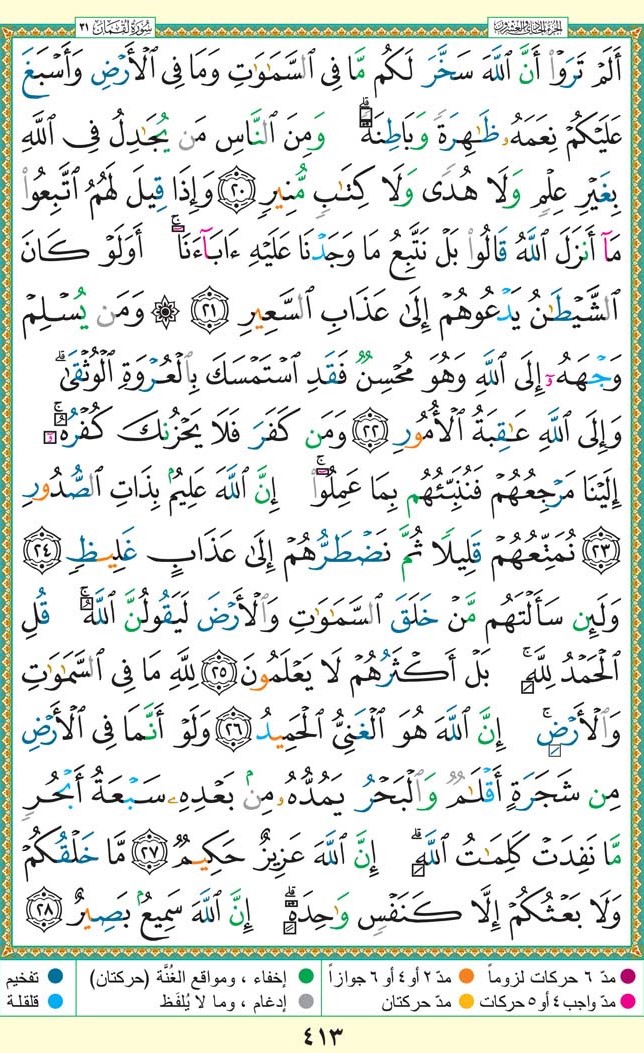 الجزء الحادي والعشرون
سورة لقمان ٣١
أَلَمْ تَرَوْا۟ أَنَّ ٱللَّهَ سَخَّرَ لَكُم مَّا فِى ٱلسَّمَٰوَٰتِ وَمَا فِى ٱلْأَرْضِ وَأَسْبَغَ
عَلَيْكُمْ نِعَمَهُۥ ظَٰهِرَةً وَبَاطِنَةً ۗ وَمِنَ ٱلنَّاسِ مَن يُجَٰدِلُ فِى ٱللَّهِ
بِغَيْرِ عِلْمٍ وَلَا هُدًى وَلَا كِتَٰبٍ مُّنِيرٍ ٢٠ وَإِذَا قِيلَ لَهُمُ ٱتَّبِعُوا۟
مَآ أَنزَلَ ٱللَّهُ قَالُوا۟ بَلْ نَتَّبِعُ مَا وَجَدْنَا عَلَيْهِ ءَابَآءَنَآ ۚ أَوَلَوْ كَانَ
ٱلشَّيْطَٰنُ يَدْعُوهُمْ إِلَىٰ عَذَابِ ٱلسَّعِيرِ ٢١ ۞ وَمَن يُسْلِمْ
وَجْهَهُۥٓ إِلَى ٱللَّهِ وَهُوَ مُحْسِنٌ فَقَدِ ٱسْتَمْسَكَ بِٱلْعُرْوَةِ ٱلْوُثْقَىٰ ۗ
وَإِلَى ٱللَّهِ عَٰقِبَةُ ٱلْأُمُورِ ٢٢ وَمَن كَفَرَ فَلَا يَحْزُنكَ كُفْرُهُۥٓ ۚ
إِلَيْنَا مَرْجِعُهُمْ فَنُنَبِّئُهُم بِمَا عَمِلُوٓا۟ ۚ إِنَّ ٱللَّهَ عَلِيمٌۢ بِذَاتِ ٱلصُّدُورِ
٢٣ نُمَتِّعُهُمْ قَلِيلًا ثُمَّ نَضْطَرُّهُمْ إِلَىٰ عَذَابٍ غَلِيظٍ ٢٤
وَلَئِن سَأَلْتَهُم مَّنْ خَلَقَ ٱلسَّمَٰوَٰتِ وَٱلْأَرْضَ لَيَقُولُنَّ ٱللَّهُ ۚ قُلِ
ٱلْحَمْدُ لِلَّهِ ۚ بَلْ أَكْثَرُهُمْ لَا يَعْلَمُونَ ٢٥ لِلَّهِ مَا فِى ٱلسَّمَٰوَٰتِ
وَٱلْأَرْضِ ۚ إِنَّ ٱللَّهَ هُوَ ٱلْغَنِىُّ ٱلْحَمِيدُ ٢٦ وَلَوْ أَنَّمَا فِى ٱلْأَرْضِ
مِن شَجَرَةٍ أَقْلَٰمٌ وَٱلْبَحْرُ يَمُدُّهُۥ مِنۢ بَعْدِهِۦ سَبْعَةُ أَبْحُرٍ
مَّا نَفِدَتْ كَلِمَٰتُ ٱللَّهِ ۗ إِنَّ ٱللَّهَ عَزِيزٌ حَكِيمٌ ٢٧ مَّا خَلْقُكُمْ
وَلَا بَعْثُكُمْ إِلَّا كَنَفْسٍ وَٰحِدَةٍ ۗ إِنَّ ٱللَّهَ سَمِيعٌۢ بَصِيرٌ ٢٨
مدّ ٦ حركات لزوماً مدّ ٢ أو ٤ أو ٦ جوازاً إخفاء ، ومواقع الغُنَّة (حركتان) تفخيم
مدّ واجب ٤ أو ٥ حركات مدّ حركتان إدغام ، وما لا يُلفَظ قلقلة
٤١٣